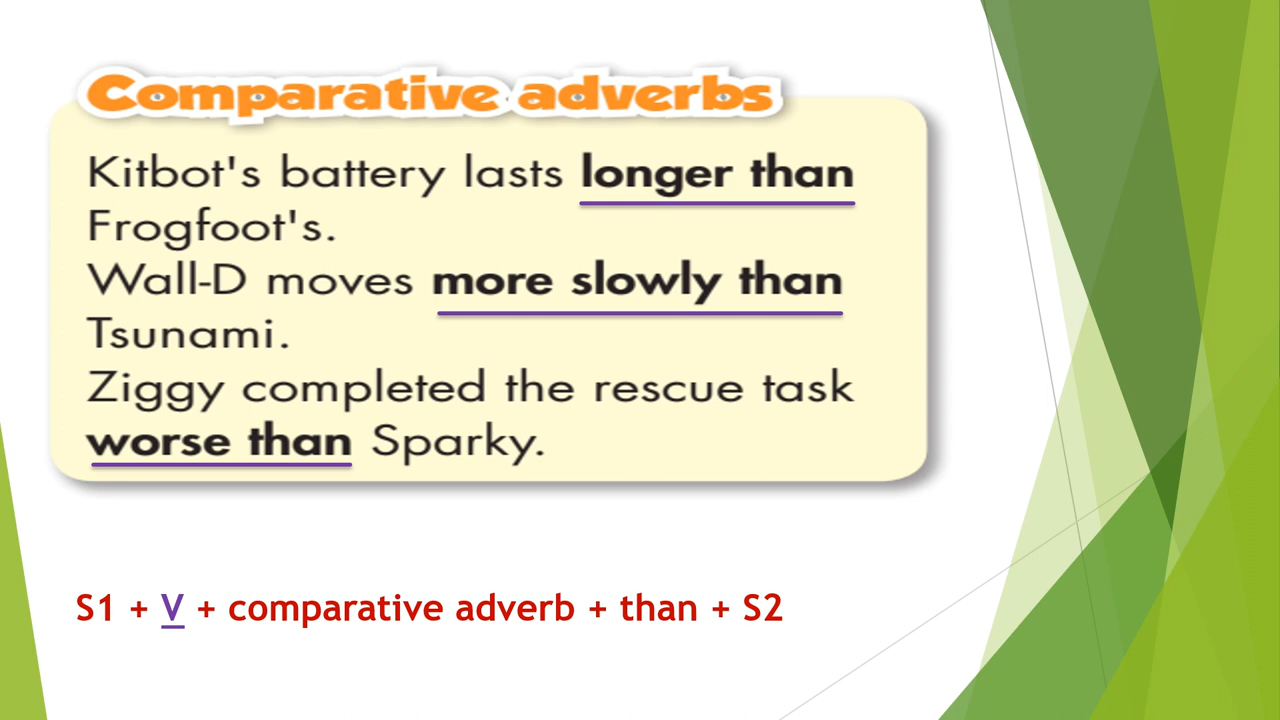 Comparative adverbs
Kitbot's battery lasts longer than
Frogfoot's.
Wall-D moves more slowly than
Tsunami.
Ziggy completed the rescue task
worse than Sparky.
S1 + V + comparative adverb + than + S2